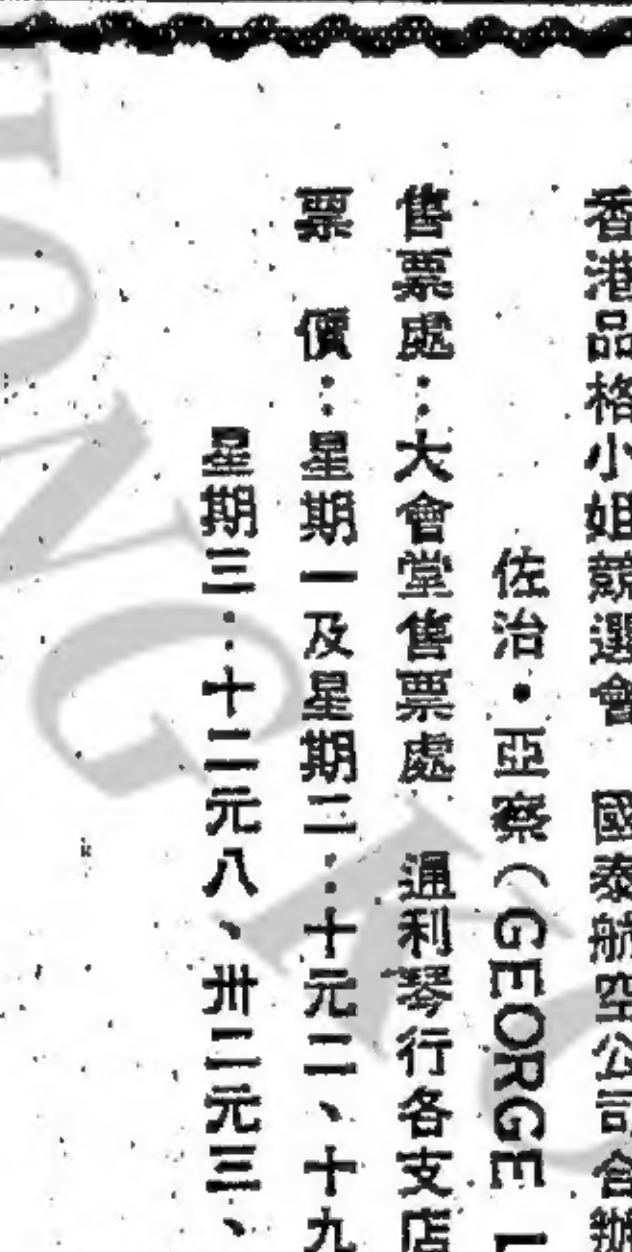 香港品格小姐競選會　國泰航空公司合辦
佐治・亞察（GEORGE
售票處：大會堂售票處　通利琴行各支店
票　價：星期一及星期二：十元二、十九
星期三：十二元八、卅二元三、
HONG KO